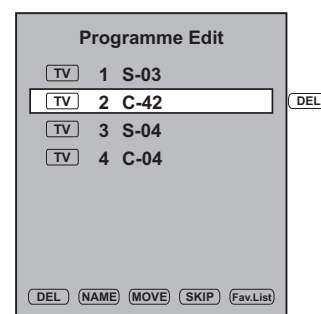 Programme Edit
TV 1 S-03
TV 2 C-42 DEL
TV 3 S-04
TV 4 C-04
DEL NAME MOVE SKIP Fav.List